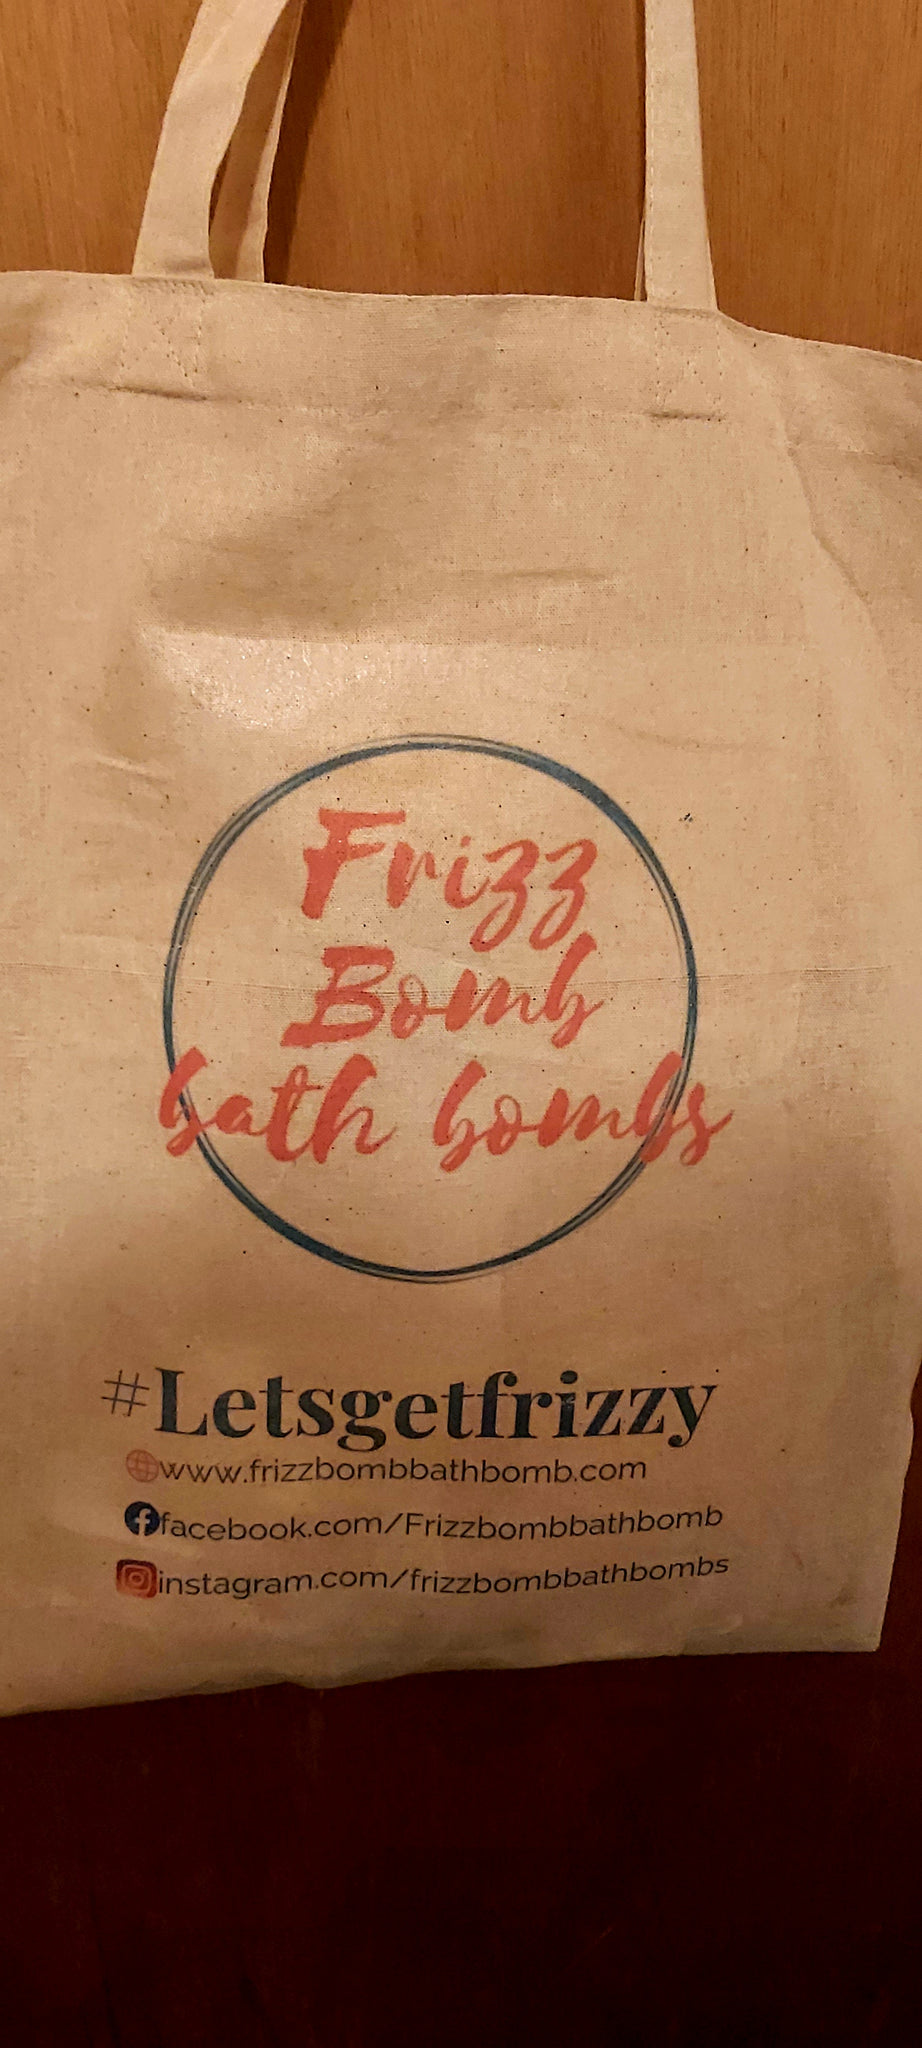 Frizz
Bomb
bath bombs
#Letsgetfrizzy
www.frizzbombbathbomb.com
facebook.com/Frizzbombbathbomb
instagram.com/frizzbombbathbombs